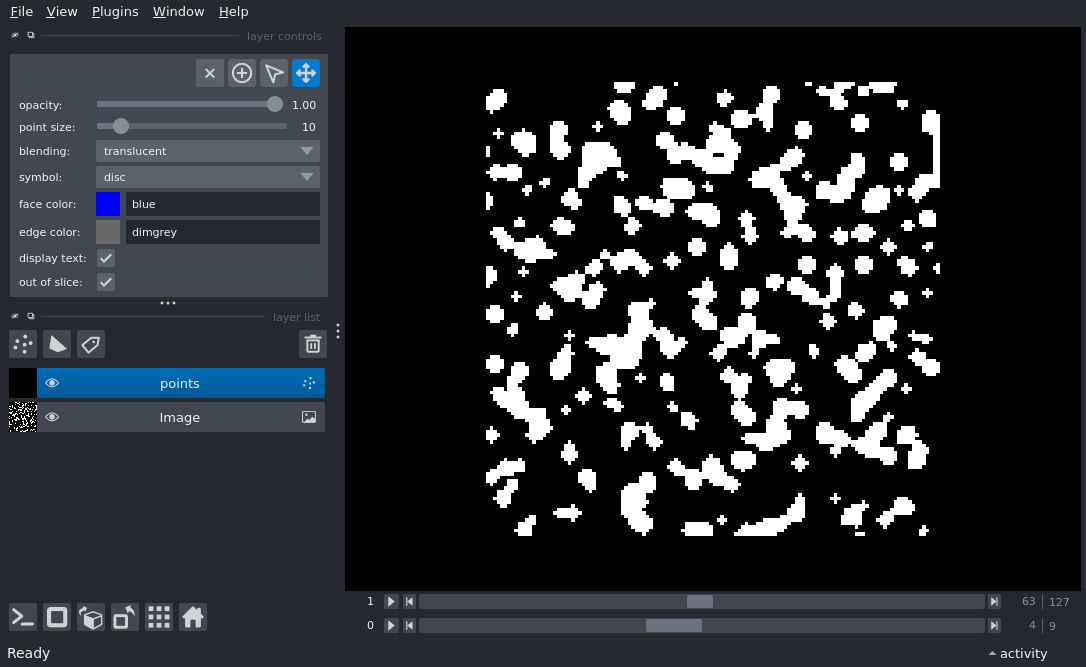 File View Plugins Window Help
layer controls
opacity: 1.00
point size: 10
blending: translucent
symbol: disc
face color: blue
edge color: dimgrey
display text:
out of slice:
layer list
points
Image
1 63 127
0 4 9
Ready activity